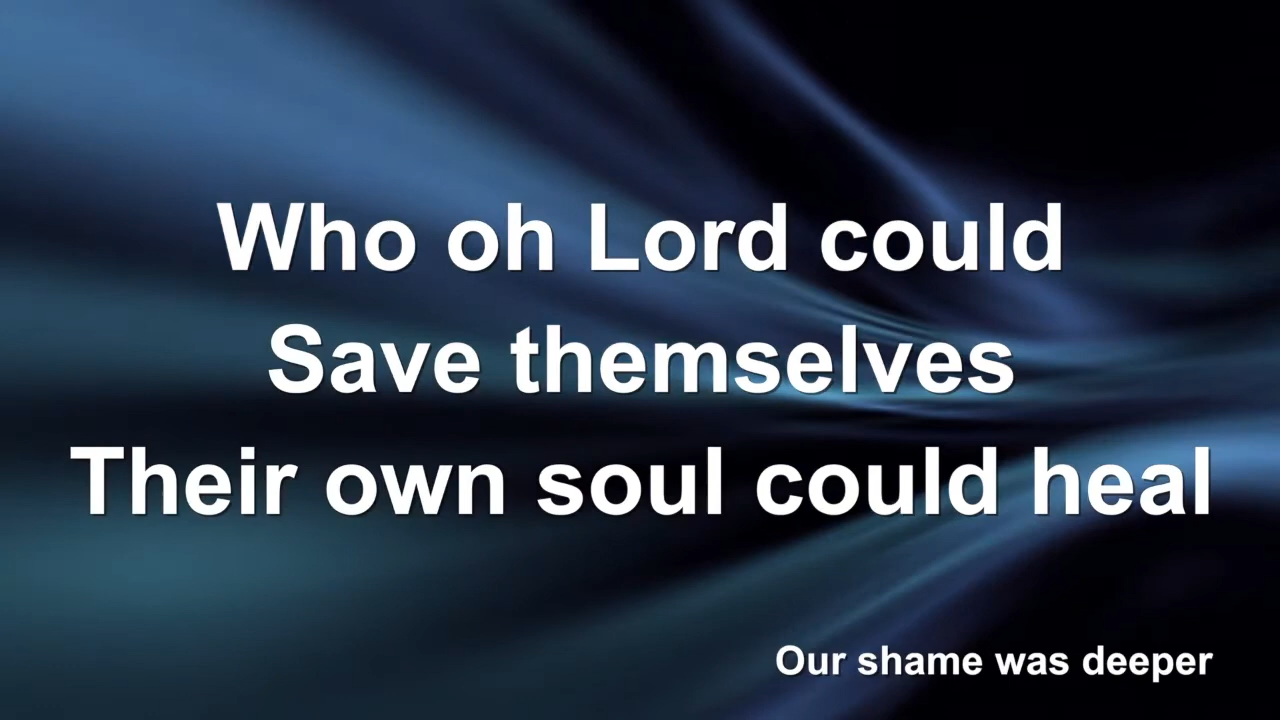 Who oh Lord could
Save themselves
Their own soul could heal
Our shame was deeper